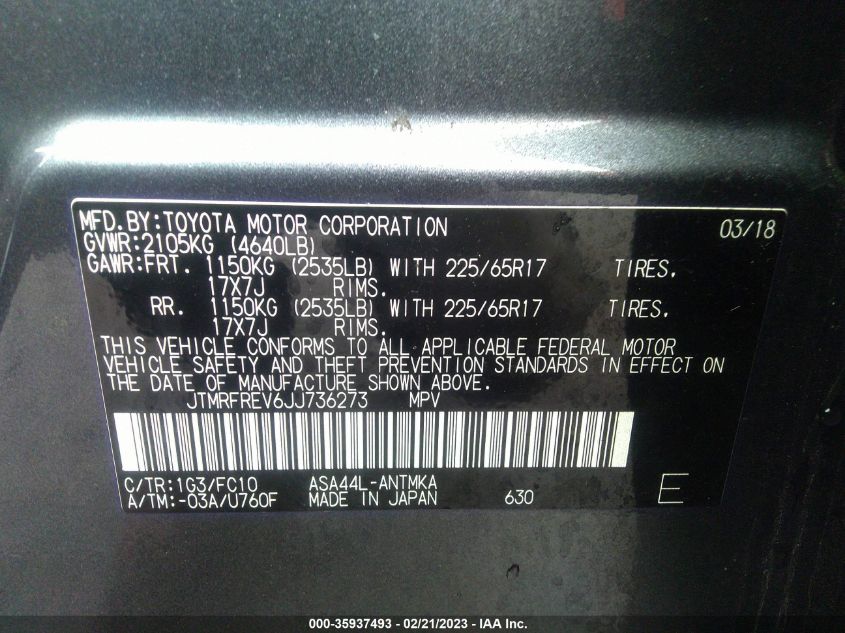 MFD.BY:TOYOTA MOTOR CORPORATION 03/18
GVWR:2105KG (4640LB)
GAWR:FRT. 1150KG (2535LB) WITH 225/65R17 TIRES.
17X7J RIMS.
RR. 1150KG (2535LB) WITH 225/65R17 TIRES.
17X7J RIMS.
THIS VEHICLE CONFORMS TO ALL APPLICABLE FEDERAL MOTOR
VEHICLE SAFETY AND THEFT PREVENTION STANDARDS IN EFFECT ON
THE DATE OF MANUFACTURE SHOWN ABOVE.
JTMRFREV6JJ736273 MPV
C/TR:1G3/FC10 ASA44L-ANTMKA
A/TM:-03A/U760F MADE IN JAPAN 630 E
000-35937493 - 02/21/2023 - IAA Inc.